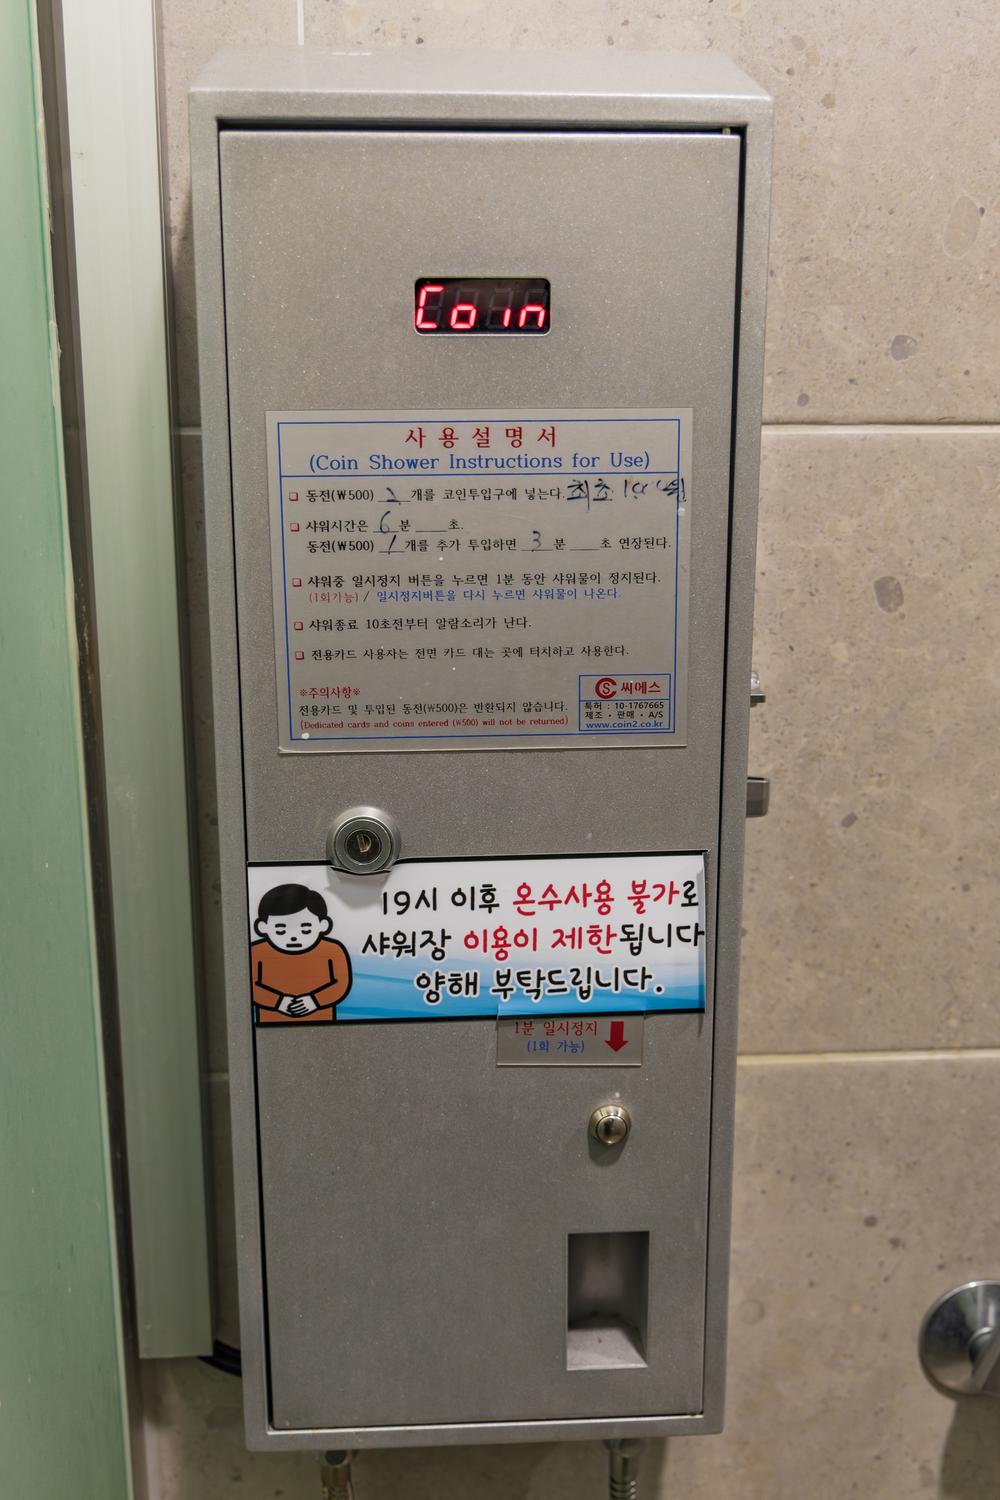 Coin
사용설명서
(Coin Shower Instructions for Use)
❏ 동전(₩500) 2 개를 코인투입구에 넣는다. 최초
❏ 샤워시간은 6 분 ____초.
동전(₩500) 1 개를 추가 투입하면 3 분 ____초 연장된다.
❏ 샤워중 일시정지 버튼을 누르면 1분 동안 샤워물이 정지된다.
(1회가능) / 일시정지버튼을 다시 누르면 샤워물이 나온다.
❏ 샤워종료 10초전부터 알람소리가 난다.
❏ 전용카드 사용자는 전면 카드 대는 곳에 터치하고 사용한다.
※주의사항※
전용카드 및 투입된 동전(₩500)은 반환되지 않습니다.
(Dedicated cards and coins entered (₩500) will not be returned)
CS 씨에스
특허 : 10-1767665
제조 · 판매 · A/S
www.coin2.co.kr
19시 이후 온수사용 불가로
샤워장 이용이 제한됩니다
양해 부탁드립니다.
1분 일시정지
(1회 가능)